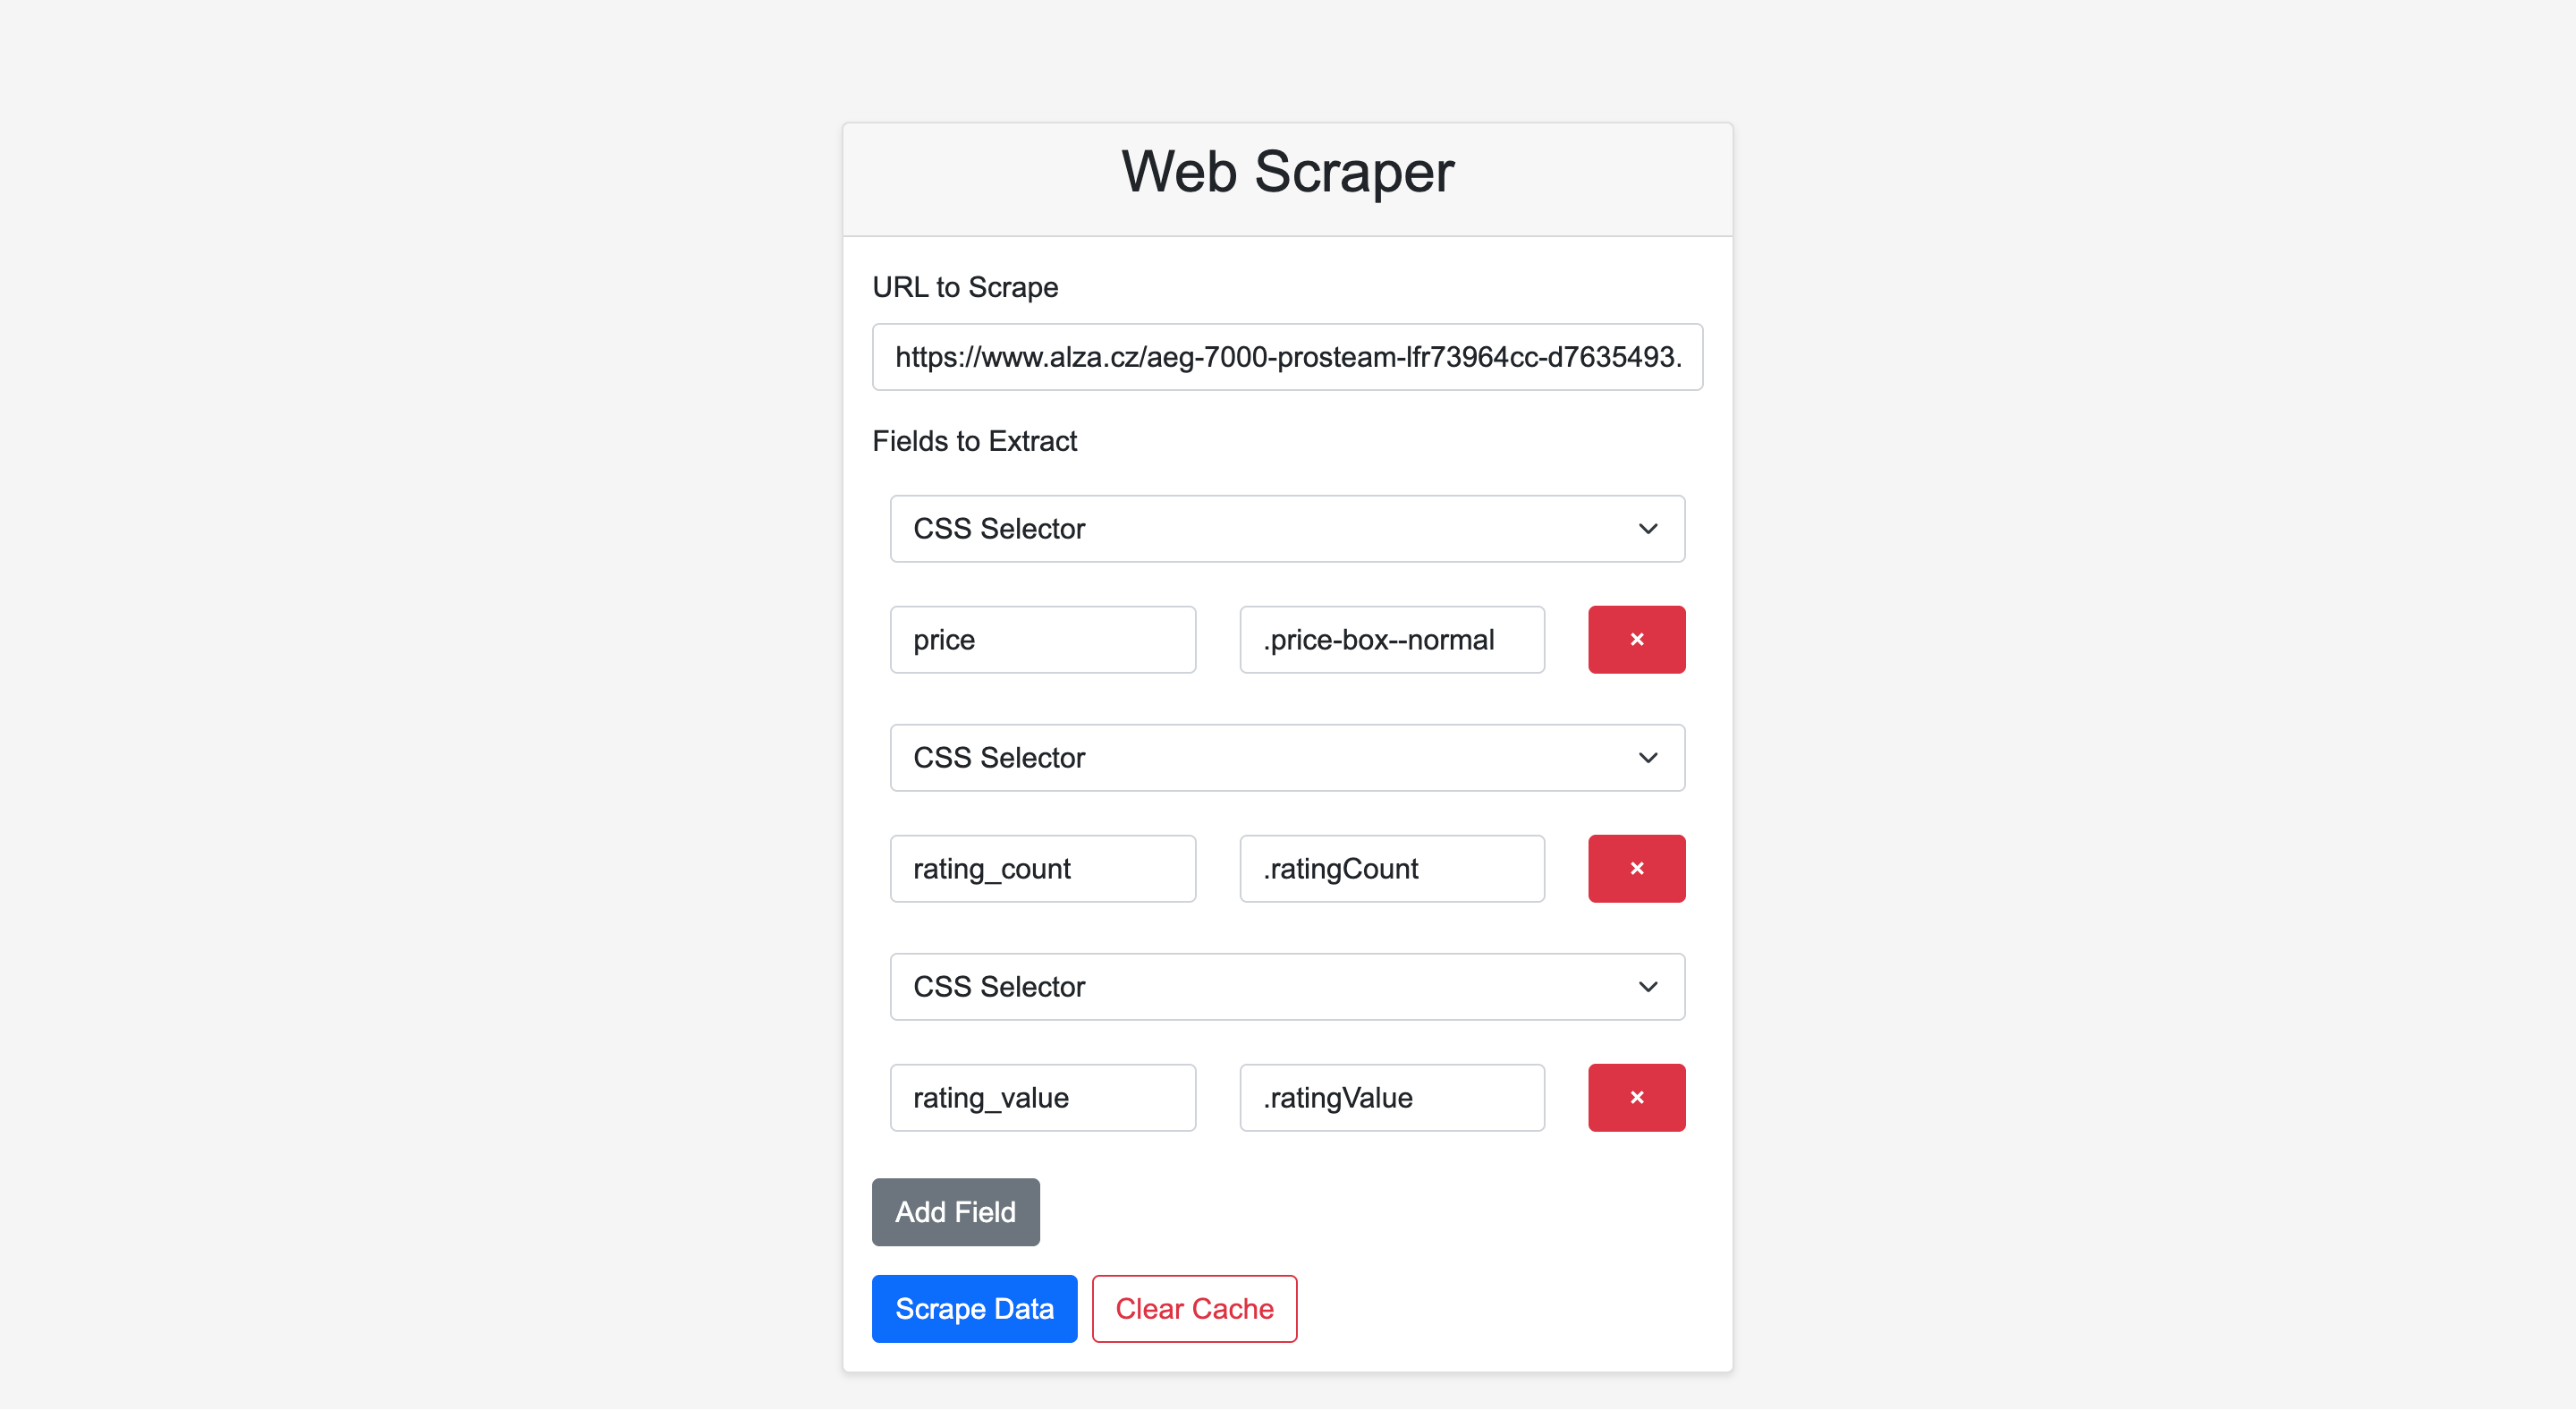 Web Scraper
URL to Scrape
https://www.alza.cz/aeg-7000-prosteam-lfr73964cc-d7635493.
Fields to Extract
CSS Selector
price .price-box--normal ×
CSS Selector
rating_count .ratingCount ×
CSS Selector
rating_value .ratingValue ×
Add Field
Scrape Data Clear Cache